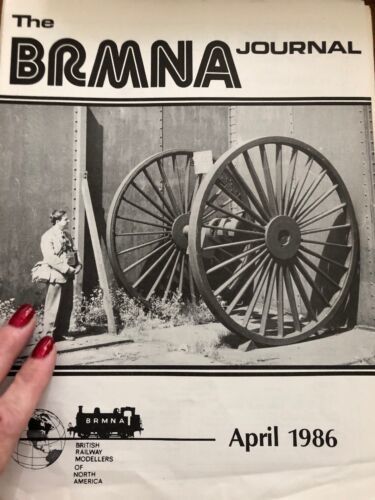 The
BRMNA JOURNAL
BRMNA
BRITISH
RAILWAY
MODELLERS
OF
NORTH
AMERICA
April 1986